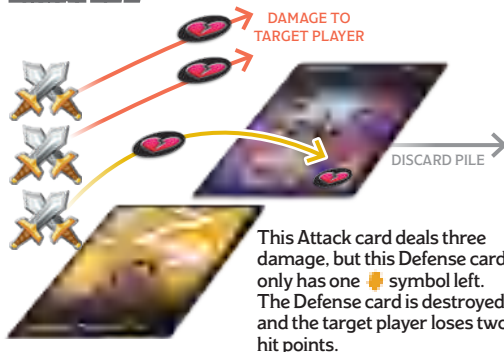 DAMAGE TO
TARGET PLAYER
DISCARD PILE
This Attack card deals three
damage, but this Defense card
only has one symbol left.
The Defense card is destroyed
and the target player loses two
hit points.